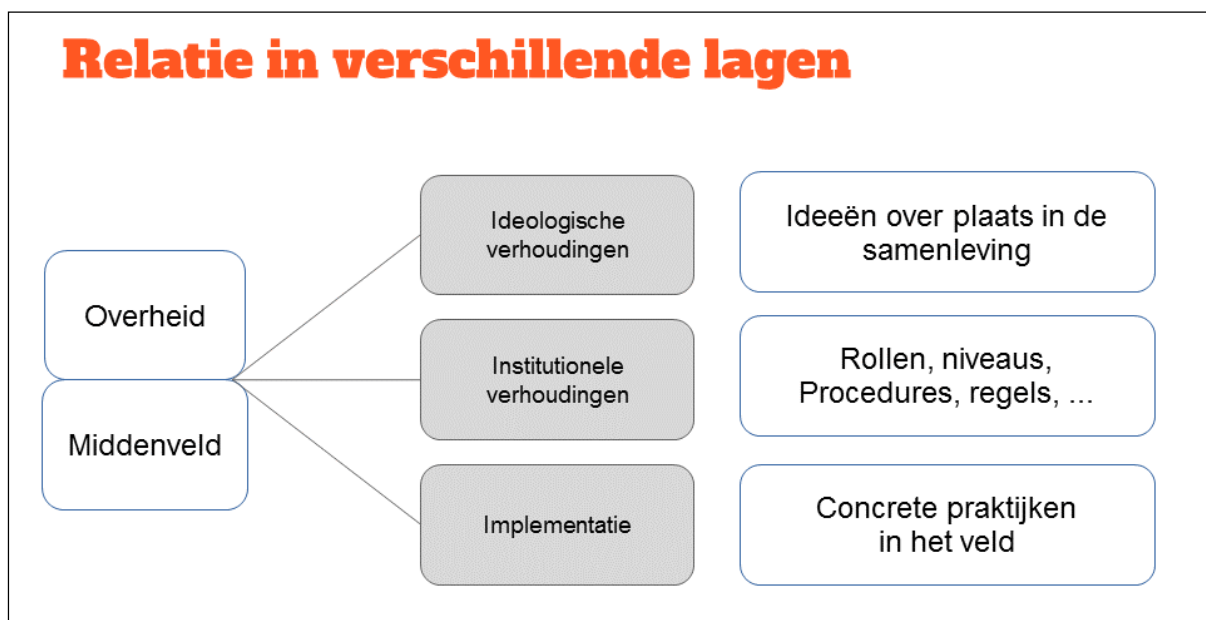 Relatie in verschillende lagen
Overheid
Middenveld
Ideologische
verhoudingen
Ideeën over plaats in de
samenleving
Institutionele
verhoudingen
Rollen, niveaus,
Procedures, regels, ...
Implementatie
Concrete praktijken
in het veld